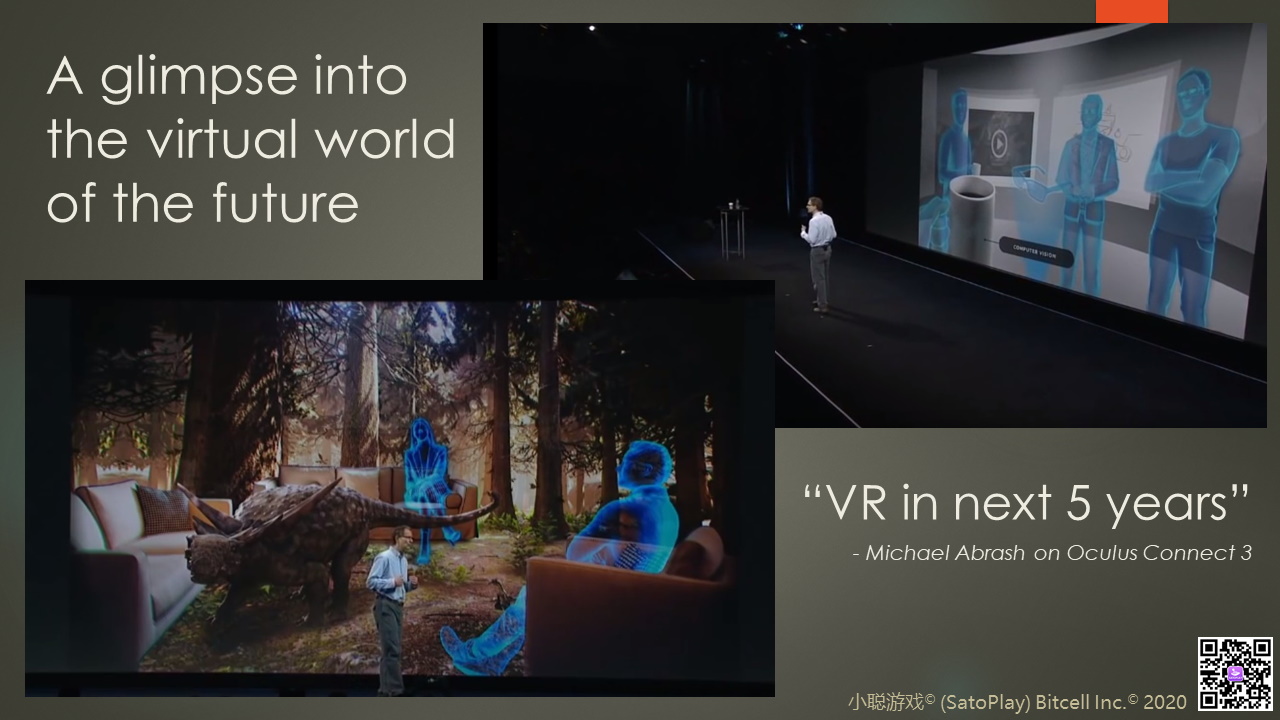 A glimpse into
the virtual world
of the future
COMPUTER VISION
“VR in next 5 years”
- Michael Abrash on Oculus Connect 3
小聪游戏© (SatoPlay) Bitcell Inc.© 2020